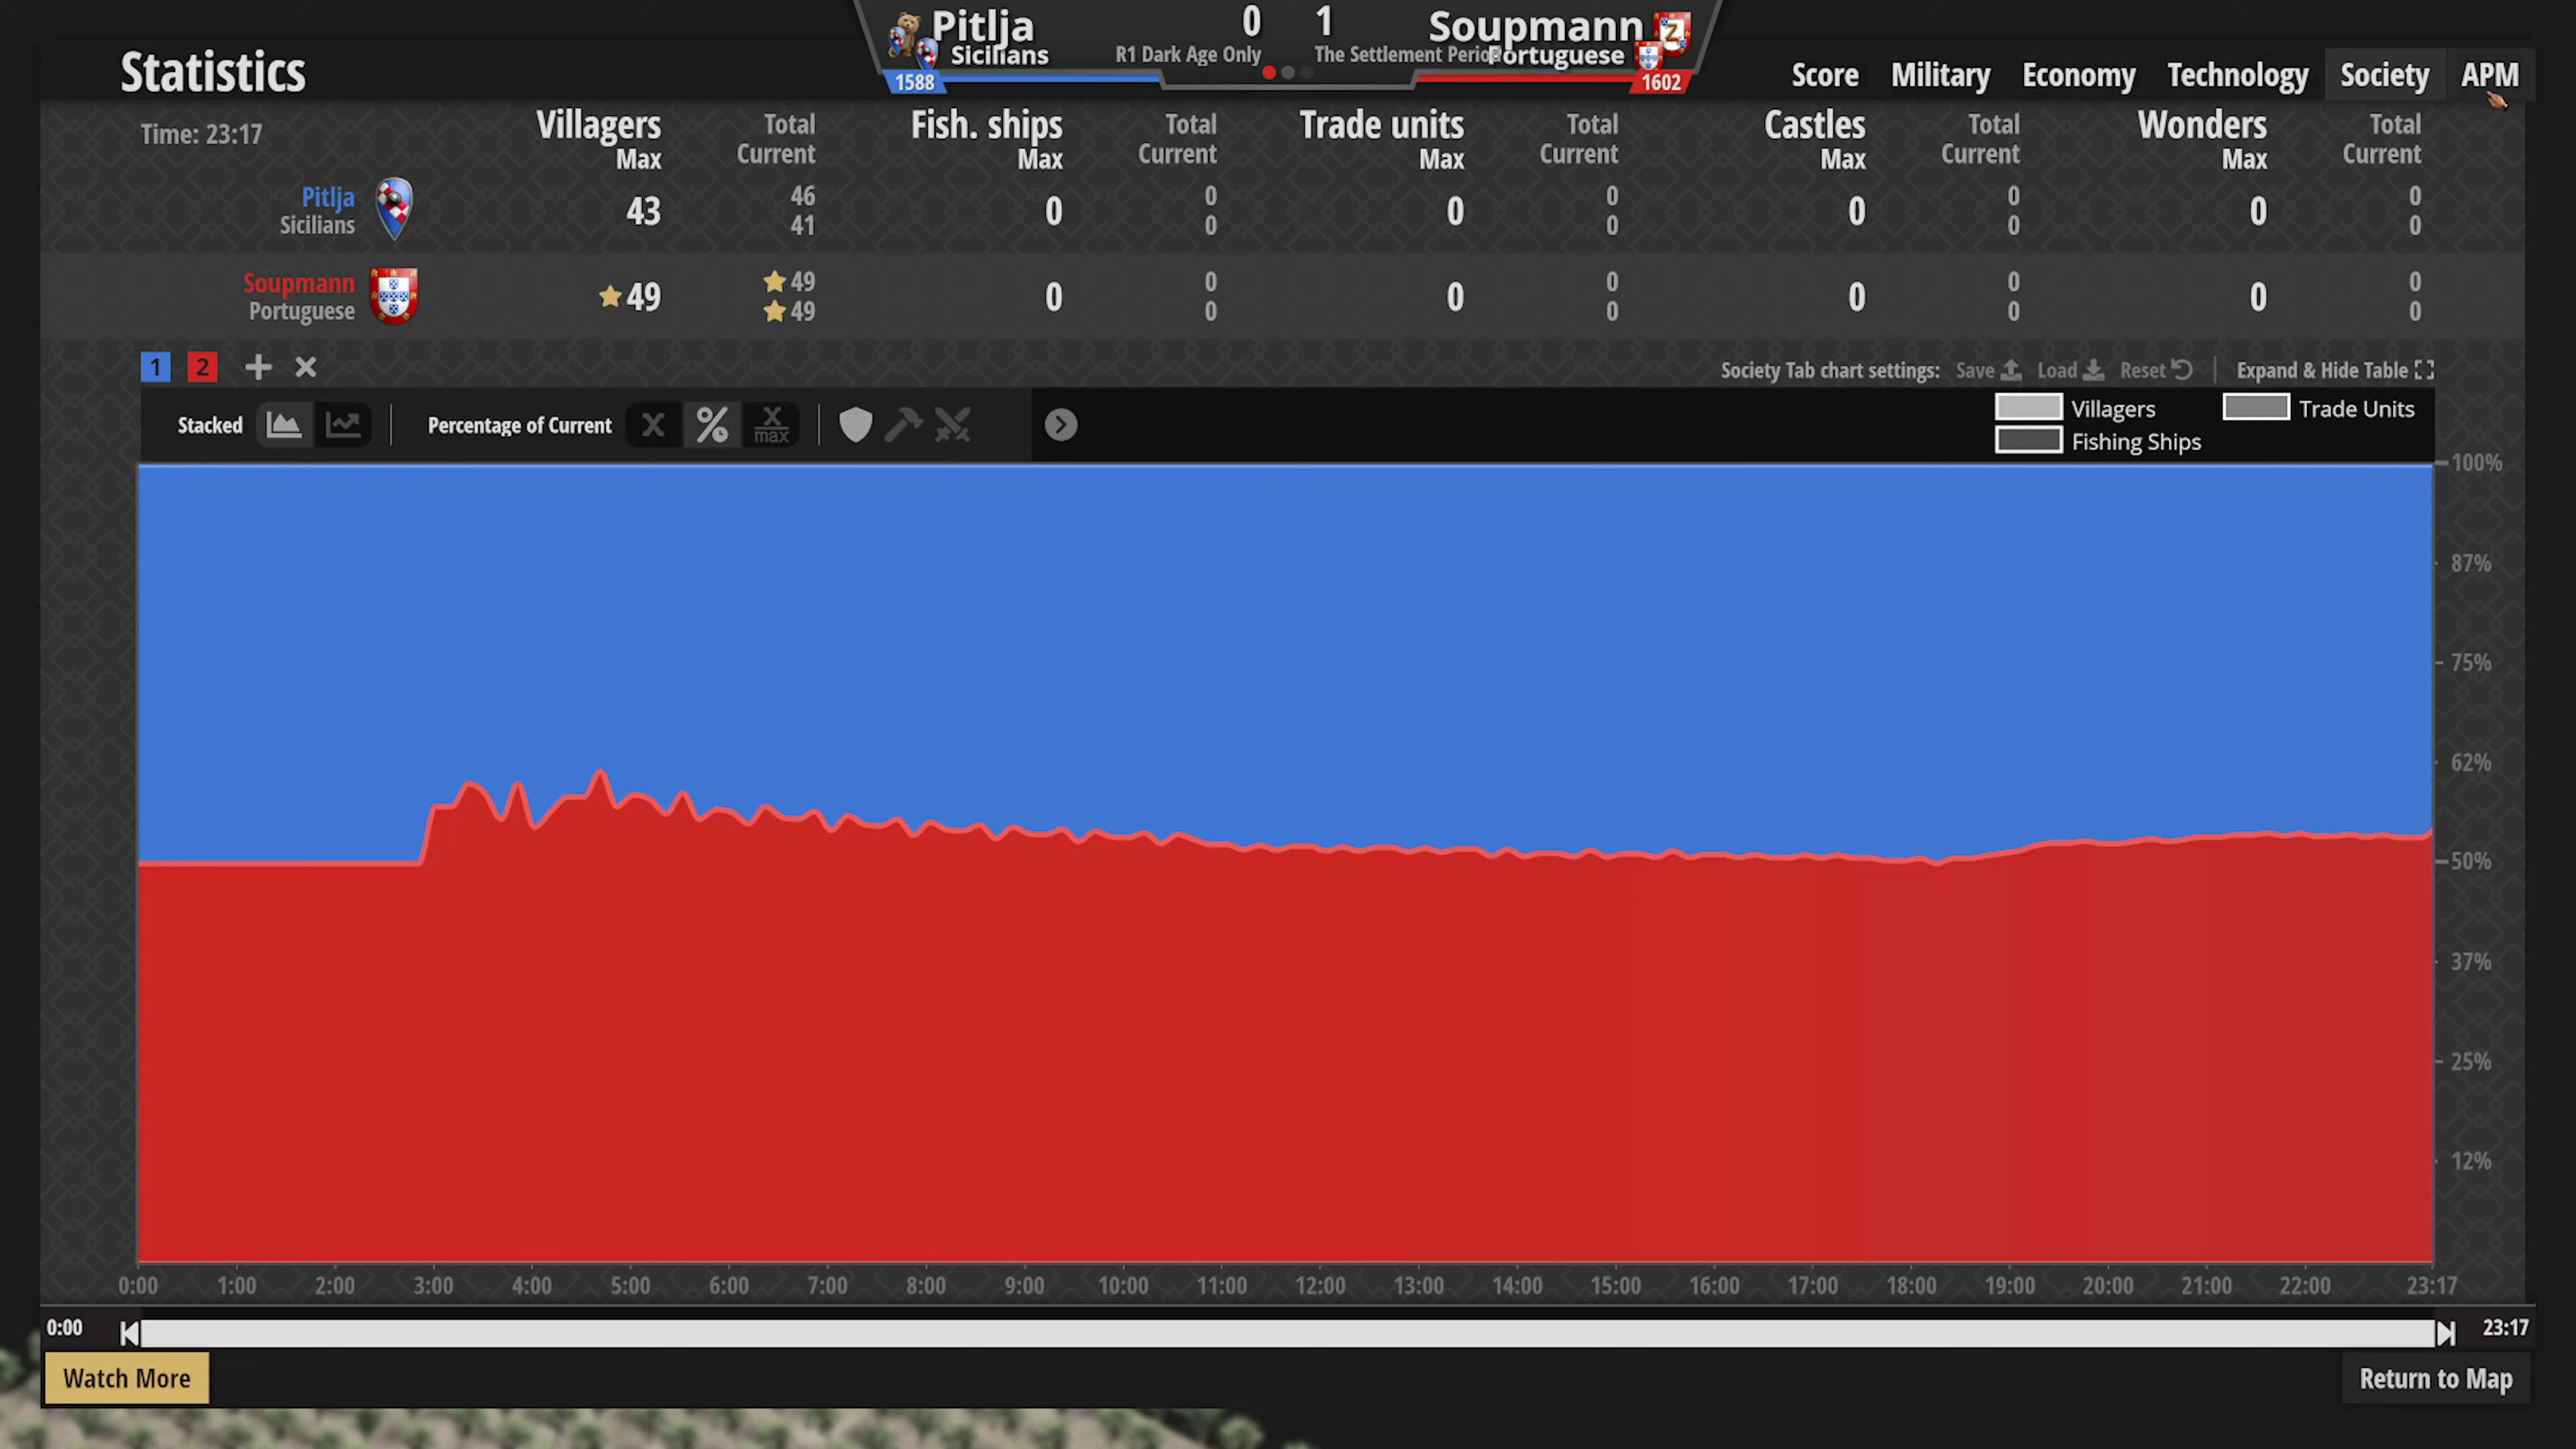 Pitlja 0 1 Soupmann
Sicilians R1 Dark Age Only The Settlement Period Portuguese
1588 1602
Statistics Score Military Economy Technology Society APM
Time: 23:17
Villagers Total Fish. ships Total Trade units Total Castles Total Wonders Total
Max Current Max Current Max Current Max Current Max Current
Pitlja 43 46 0 0 0 0 0 0 0 0
Sicilians 41 0 0 0 0
Soupmann 49 49 0 0 0 0 0 0 0 0
Portuguese 49 0 0 0 0
1 2 Society Tab chart settings: Save Load Reset Expand & Hide Table
Stacked Percentage of Current X % X max
Villagers Trade Units
Fishing Ships
100%
87%
75%
62%
50%
37%
25%
12%
0:00 1:00 2:00 3:00 4:00 5:00 6:00 7:00 8:00 9:00 10:00 11:00 12:00 13:00 14:00 15:00 16:00 17:00 18:00 19:00 20:00 21:00 22:00 23:17
0:00 23:17
Watch More Return to Map